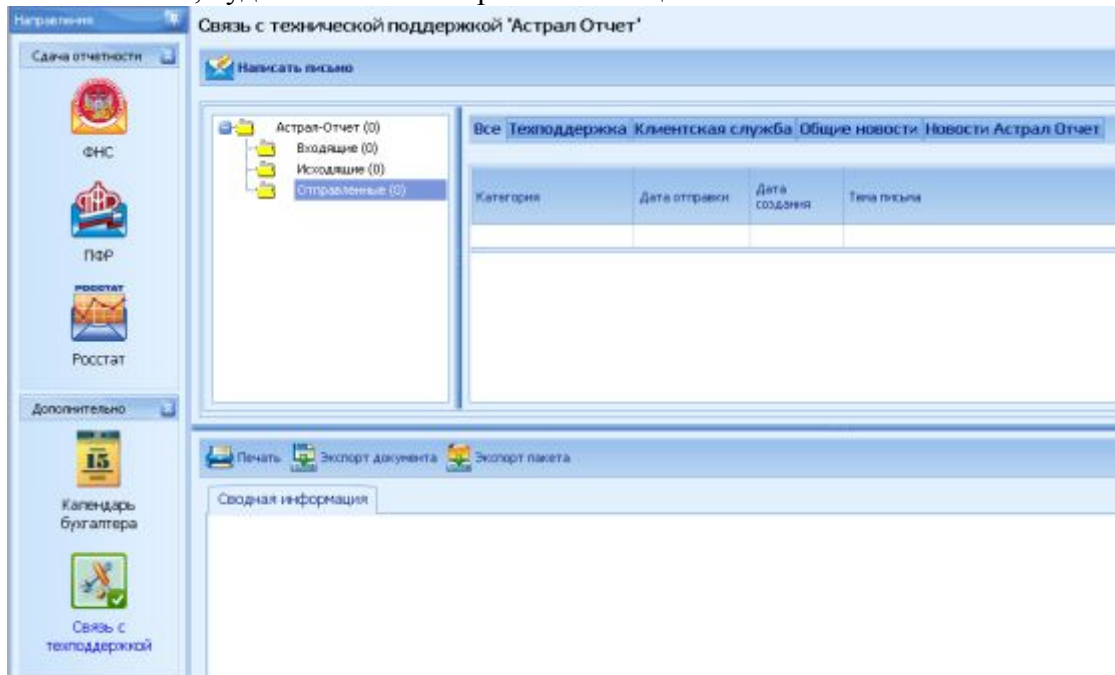 Направления
Связь с технической поддержкой 'Астрал Отчет'
Сдача отчетности
Написать письмо
ФНС
ПФР
РОССТАТ
Росстат
Астрал-Отчет (0)
Входящие (0)
Исходящие (0)
Отправленные (0)
Все Техподдержка Клиентская служба Общие новости Новости Астрал Отчет
Категория Дата отправки Дата создания Тема письма
Дополнительно
15
Календарь
бухгалтера
Связь с
техподдержкой
Печать Экспорт документа Экспорт пакета
Сводная информация